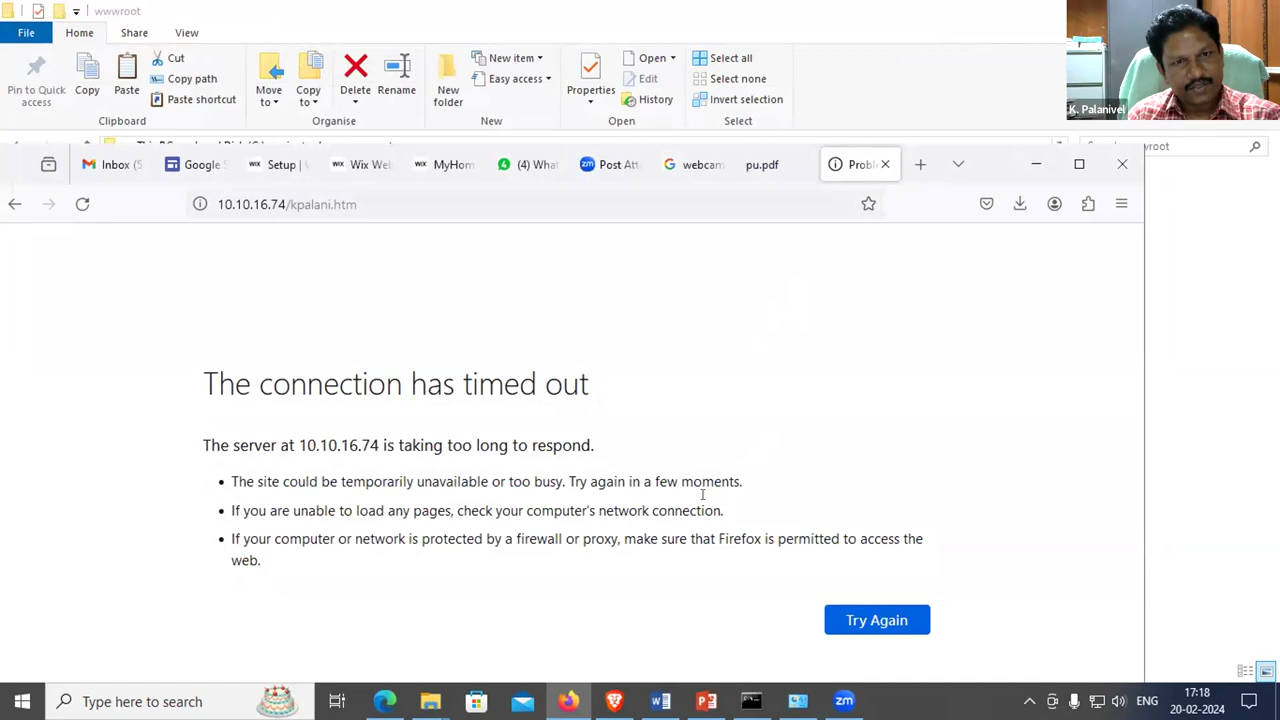 wwwroot
File Home Share View
Pin to Quick access
Copy
Paste
Cut
Copy path
Paste shortcut
Move to
Copy to
Delete
Rename
New folder
New item
Easy access
Properties
Open
Edit
History
Select all
Select none
Invert selection
Clipboard Organise New Open Select
K. Palanivel
Inbox (5 Google Setup | Wix Wel MyHom (4) What Post Att webcam pu.pdf Proble
10.10.16.74/kpalani.htm
The connection has timed out
The server at 10.10.16.74 is taking too long to respond.
• The site could be temporarily unavailable or too busy. Try again in a few moments.
• If you are unable to load any pages, check your computer's network connection.
• If your computer or network is protected by a firewall or proxy, make sure that Firefox is permitted to access the
web.
Try Again
Type here to search
ENG
17:18
20-02-2024